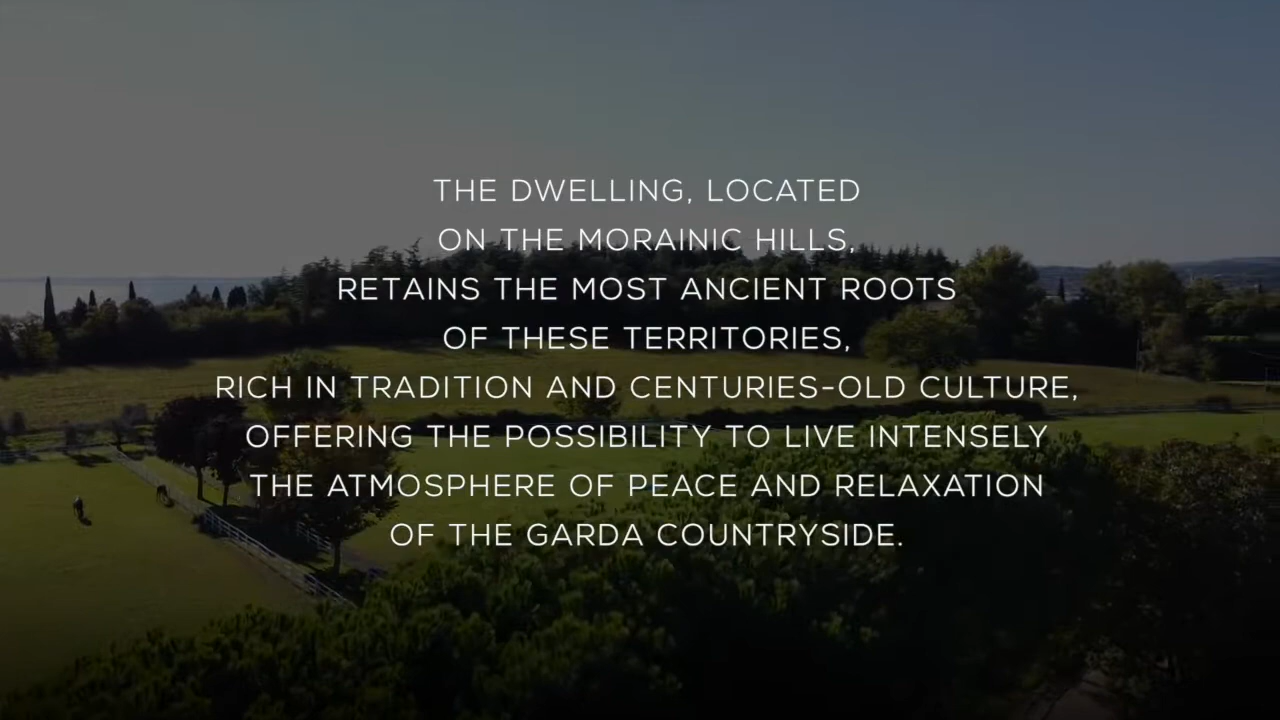 THE DWELLING, LOCATED
ON THE MORAINIC HILLS,
RETAINS THE MOST ANCIENT ROOTS
OF THESE TERRITORIES,
RICH IN TRADITION AND CENTURIES-OLD CULTURE,
OFFERING THE POSSIBILITY TO LIVE INTENSELY
THE ATMOSPHERE OF PEACE AND RELAXATION
OF THE GARDA COUNTRYSIDE.